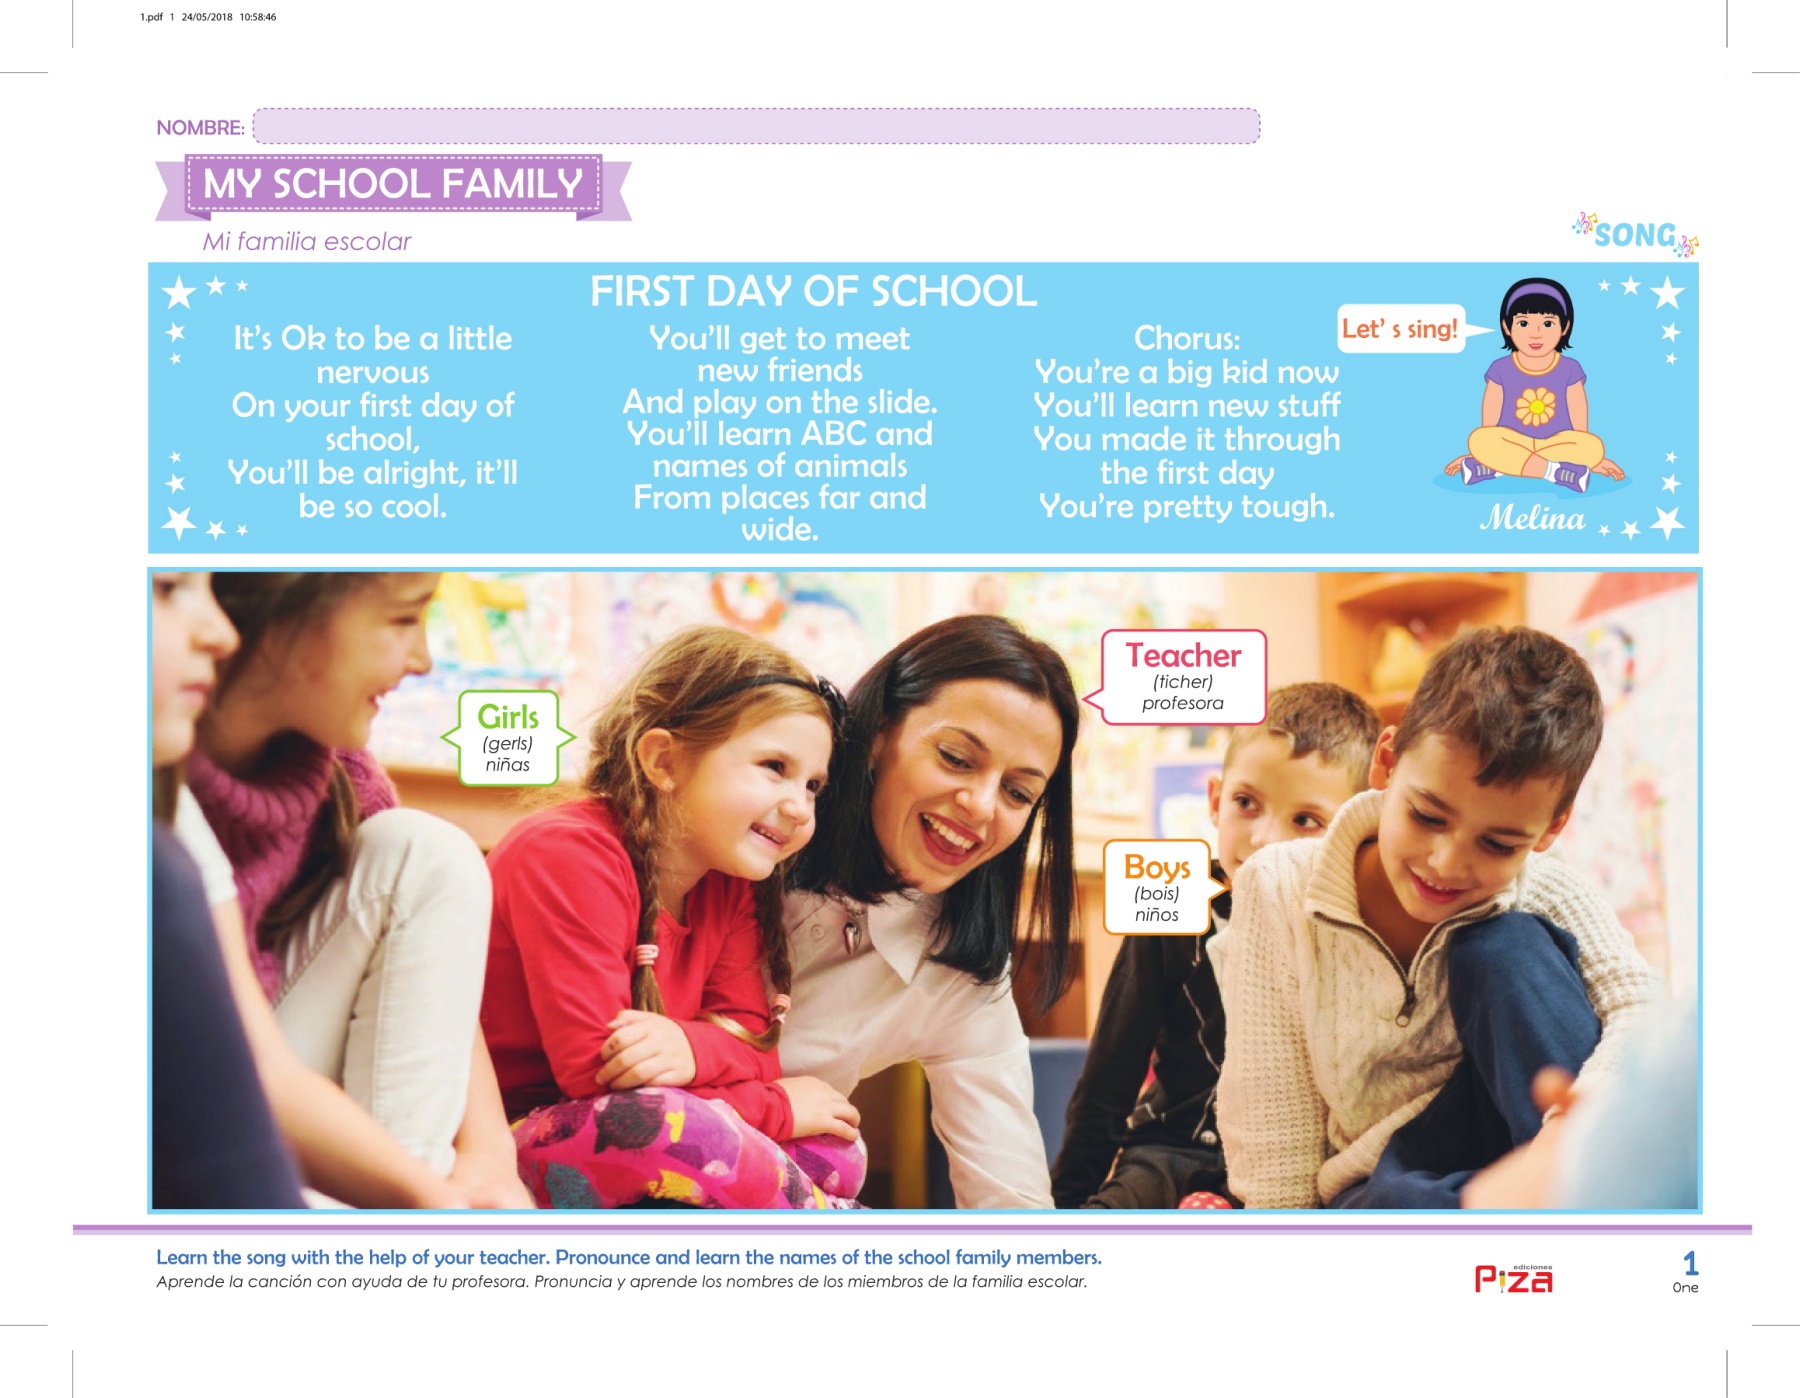 1.pdf 1 24/05/2018 10:58:46
NOMBRE:
MY SCHOOL FAMILY
Mi familia escolar
SONG
FIRST DAY OF SCHOOL
It's Ok to be a little
nervous
On your first day of
school,
You'll be alright, it'll
be so cool.
You'll get to meet
new friends
And play on the slide.
You'll learn ABC and
names of animals
From places far and
wide.
Chorus:
You're a big kid now
You'll learn new stuff
You made it through
the first day
You're pretty tough.
Let' s sing!
Melina
Girls
(gerls)
niñas
Teacher
(ticher)
profesora
Boys
(bois)
niños
Learn the song with the help of your teacher. Pronounce and learn the names of the school family members.
Aprende la canción con ayuda de tu profesora. Pronuncia y aprende los nombres de los miembros de la familia escolar.
ediciones
Piza
1
One